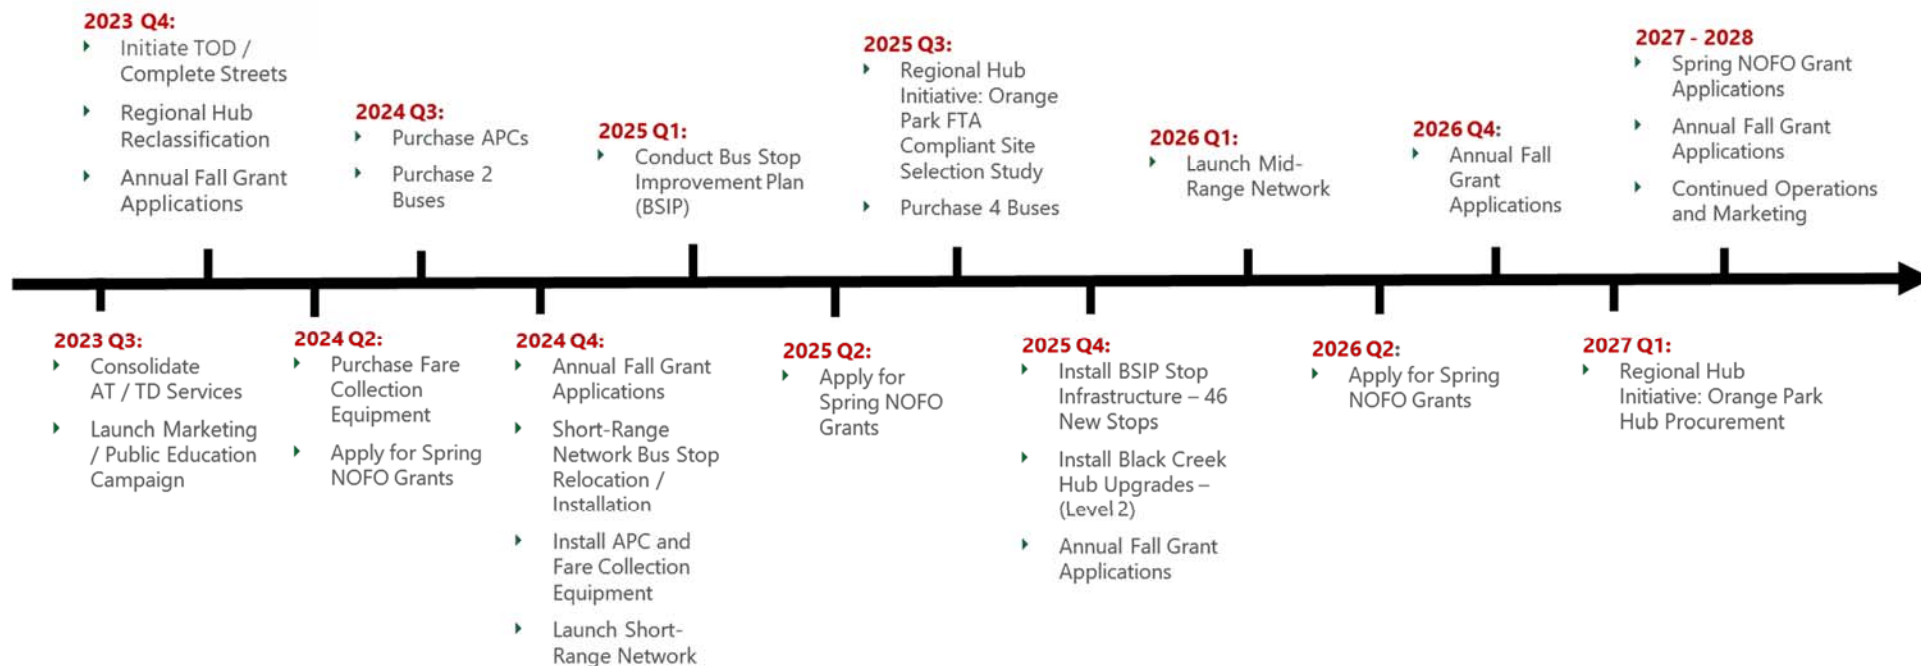 2023 Q4:
Initiate TOD /
Complete Streets
Regional Hub
Reclassification
Annual Fall Grant
Applications
2024 Q3:
Purchase APCs
Purchase 2
Buses
2025 Q1:
Conduct Bus Stop
Improvement Plan
(BSIP)
2025 Q3:
Regional Hub
Initiative: Orange
Park FTA
Compliant Site
Selection Study
Purchase 4 Buses
2026 Q1:
Launch Mid-
Range Network
2026 Q4:
Annual Fall
Grant
Applications
2027 - 2028
Spring NOFO Grant
Applications
Annual Fall Grant
Applications
Continued Operations
and Marketing
2023 Q3:
Consolidate
AT / TD Services
Launch Marketing
/ Public Education
Campaign
2024 Q2:
Purchase Fare
Collection
Equipment
Apply for Spring
NOFO Grants
2024 Q4:
Annual Fall Grant
Applications
Short-Range
Network Bus Stop
Relocation /
Installation
Install APC and
Fare Collection
Equipment
Launch Short-
Range Network
2025 Q2:
Apply for
Spring NOFO
Grants
2025 Q4:
Install BSIP Stop
Infrastructure – 46
New Stops
Install Black Creek
Hub Upgrades –
(Level 2)
Annual Fall Grant
Applications
2026 Q2:
Apply for Spring
NOFO Grants
2027 Q1:
Regional Hub
Initiative: Orange Park
Hub Procurement